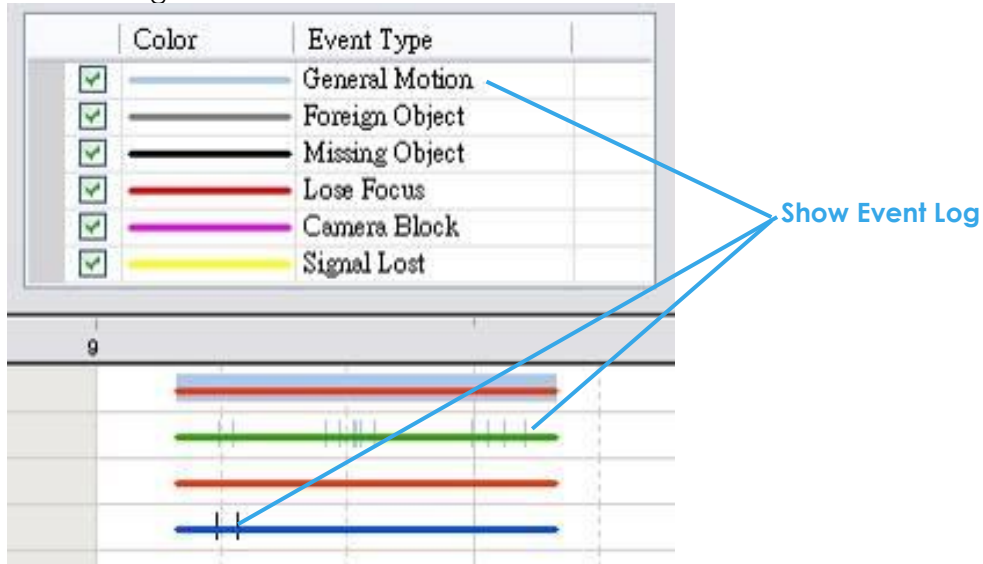 Color Event Type
General Motion
Foreign Object
Missing Object
Lose Focus
Camera Block
Signal Lost
Show Event Log
9